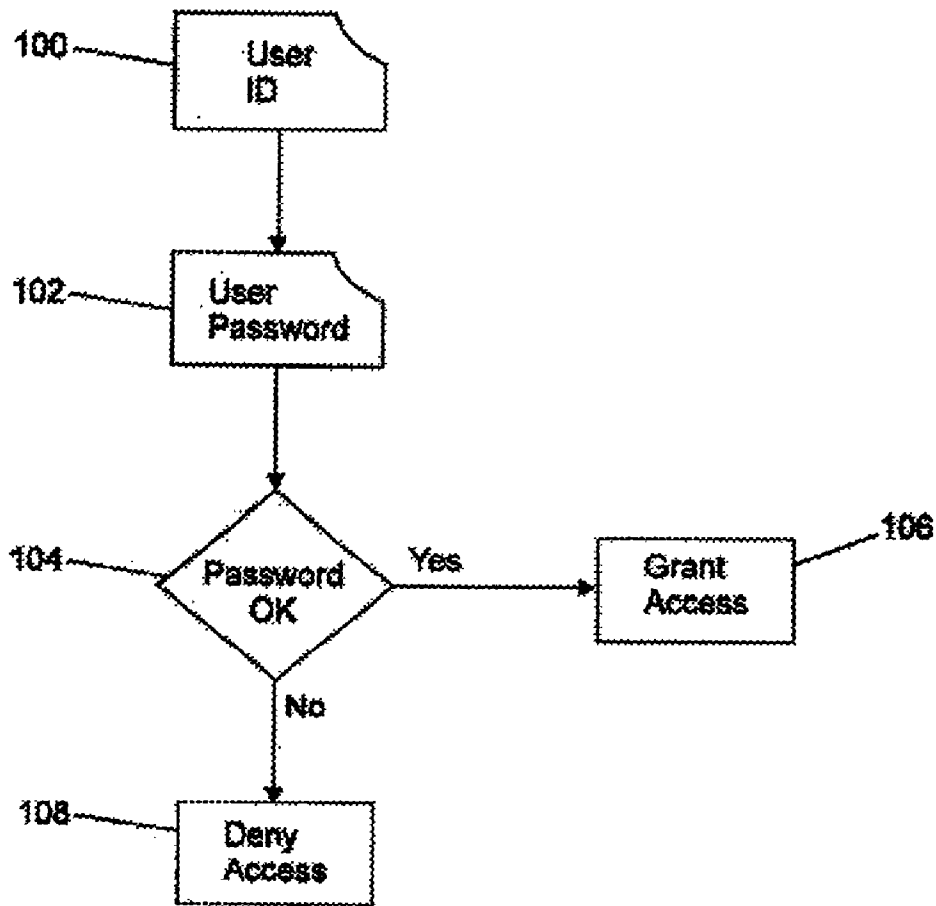 100
User
ID
102
User
Password
104
Password
OK
Yes
106
Grant
Access
No
108
Deny
Access